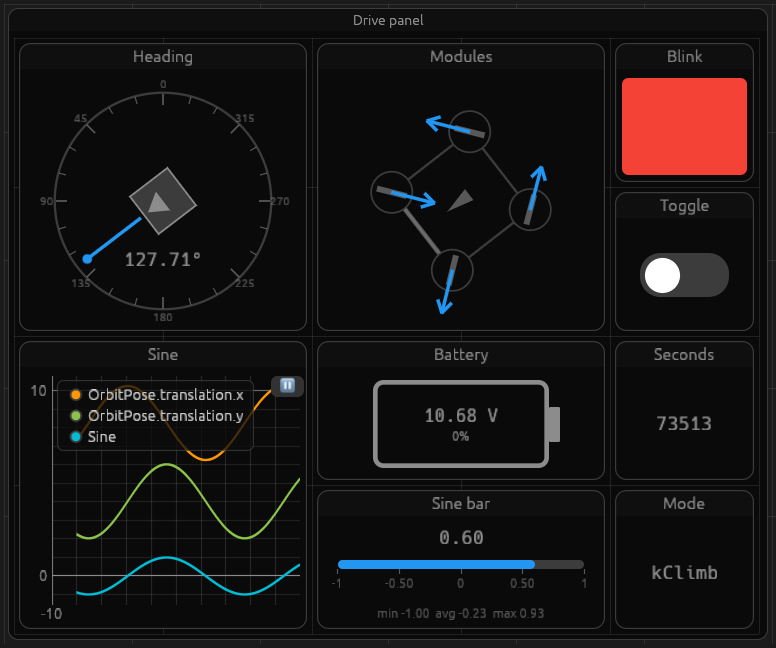 Drive panel
Heading
0
45
315
90
270
127.71°
135
225
180
Modules
Blink
Toggle
Sine
10
OrbitPose.translation.x
OrbitPose.translation.y
Sine
0
-10
Battery
10.68 V
0%
Seconds
73513
Sine bar
0.60
-1 -0.50 0 0.50 1
min -1.00 avg -0.23 max 0.93
Mode
kClimb